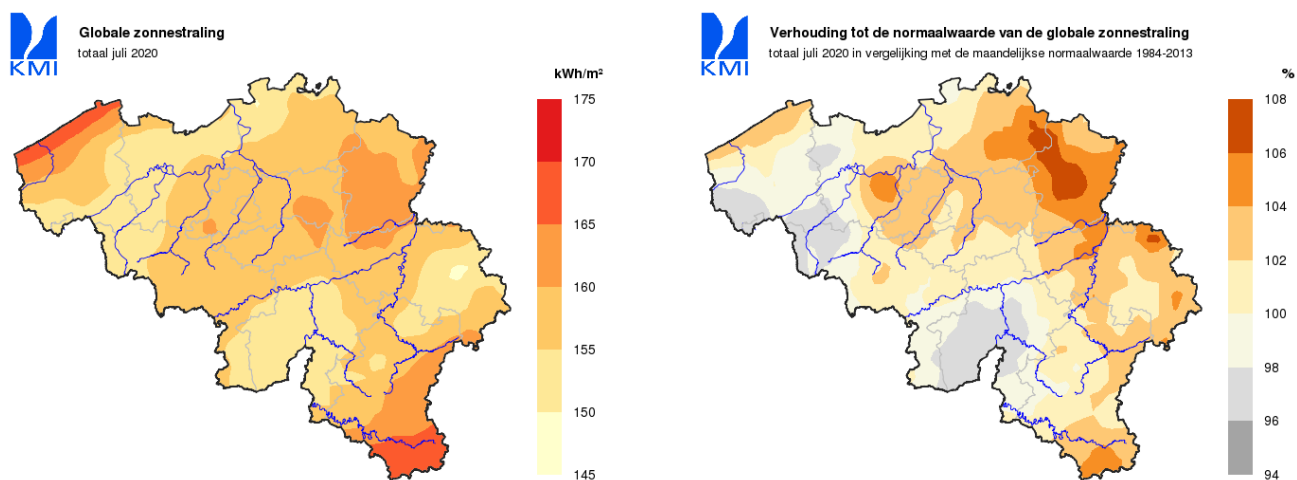 KMI
Globale zonnestraling
totaal juli 2020
kWh/m²
175
170
165
160
155
150
145
KMI
Verhouding tot de normaalwaarde van de globale zonnestraling
totaal juli 2020 in vergelijking met de maandelijkse normaalwaarde 1984-2013
%
108
106
104
102
100
98
96
94